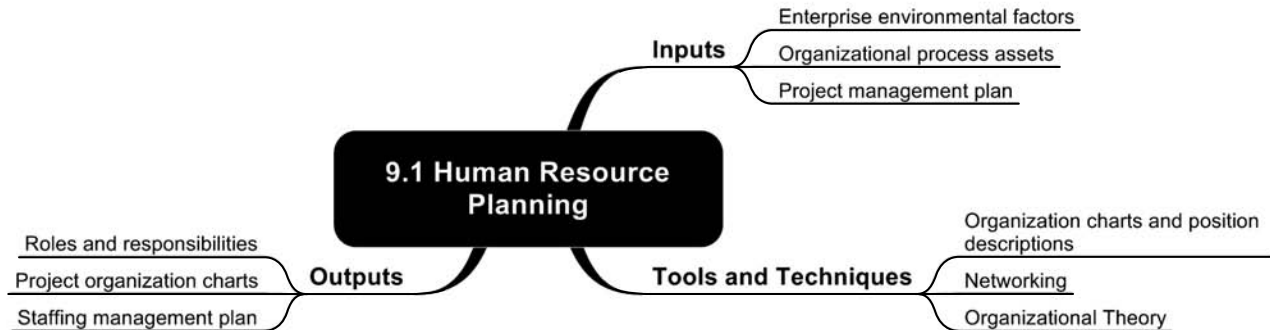 Enterprise environmental factors
Inputs
Organizational process assets
Project management plan
9.1 Human Resource
Planning
Organization charts and position
descriptions
Roles and responsibilities
Outputs
Project organization charts
Tools and Techniques
Networking
Staffing management plan
Organizational Theory